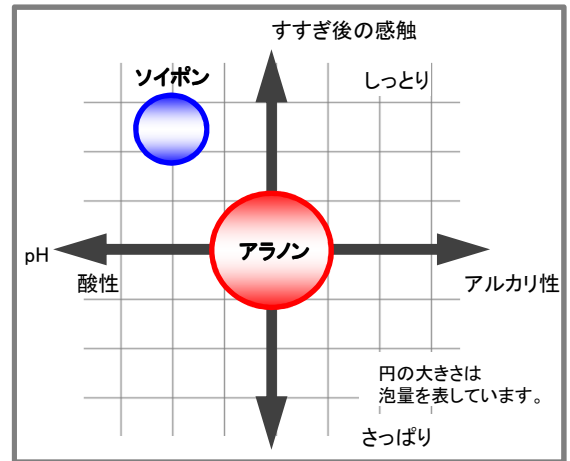 すすぎ後の感触
ソイポン
しっとり
アラノン
pH
酸性
アルカリ性
円の大きさは
泡量を表しています。
さっぱり